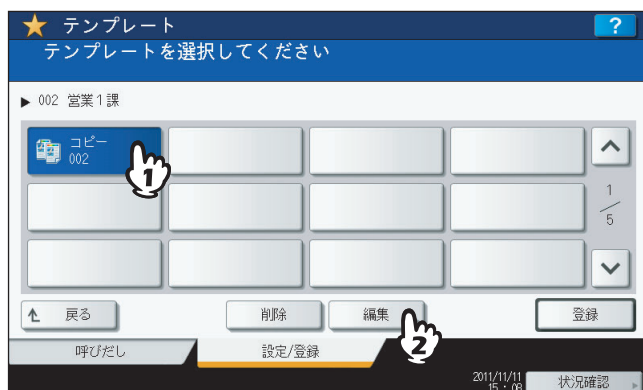 テンプレート
?
テンプレートを選択してください
▶ 002 営業1課
コピー
002
1
1
/
5
戻る
削除
編集
2
登録
呼びだし
設定/登録
2011/11/11
15 : 08
状況確認